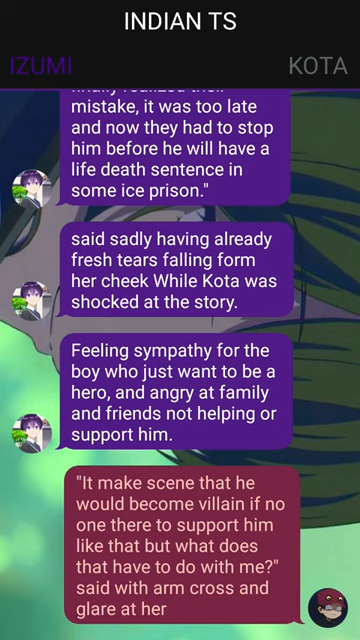 INDIAN TS
IZUMI
KOTA
finally realized their
mistake, it was too late
and now they had to stop
him before he will have a
life death sentence in
some ice prison."
said sadly having already
fresh tears falling form
her cheek While Kota was
shocked at the story.
Feeling sympathy for the
boy who just want to be a
hero, and angry at family
and friends not helping or
support him.
"It make scene that he
would become villain if no
one there to support him
like that but what does
that have to do with me?"
said with arm cross and
glare at her